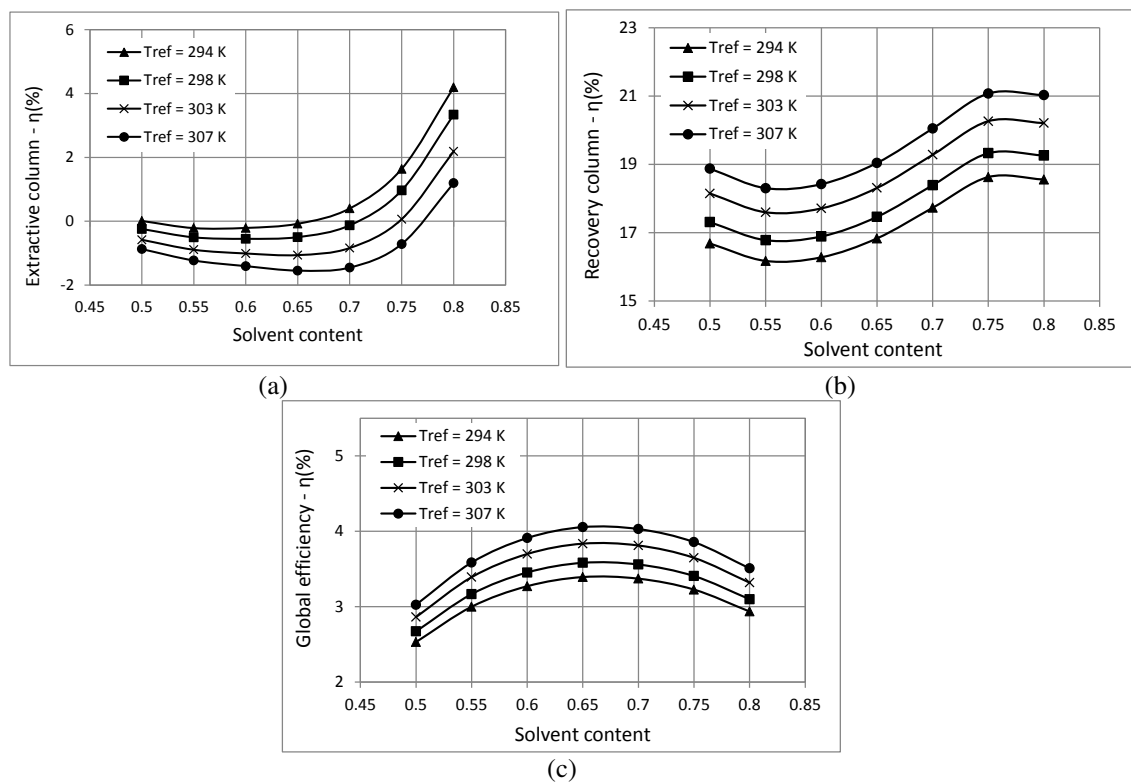 Extractive column - η(%)
6
4
2
0
-2
Tref = 294 K
Tref = 298 K
Tref = 303 K
Tref = 307 K
0.45 0.5 0.55 0.6 0.65 0.7 0.75 0.8 0.85
Solvent content
(a)
Recovery column - η(%)
23
21
19
17
15
Tref = 294 K
Tref = 298 K
Tref = 303 K
Tref = 307 K
0.45 0.5 0.55 0.6 0.65 0.7 0.75 0.8 0.85
Solvent content
(b)
Global efficiency - η(%)
5
4
3
2
Tref = 294 K
Tref = 298 K
Tref = 303 K
Tref = 307 K
0.45 0.5 0.55 0.6 0.65 0.7 0.75 0.8 0.85
Solvent content
(c)